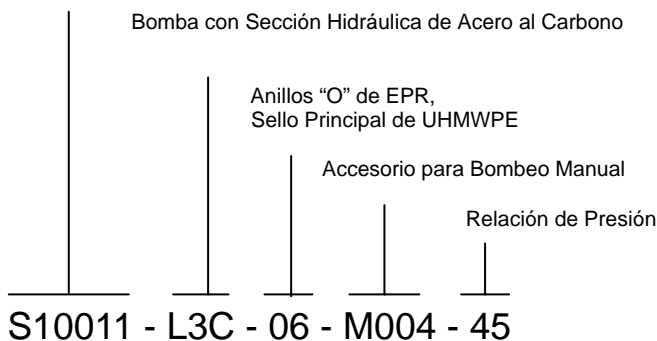 Bomba con Sección Hidráulica de Acero al Carbono
Anillos “O” de EPR,
Sello Principal de UHMWPE
Accesorio para Bombeo Manual
Relación de Presión
S10011 - L3C - 06 - M004 - 45